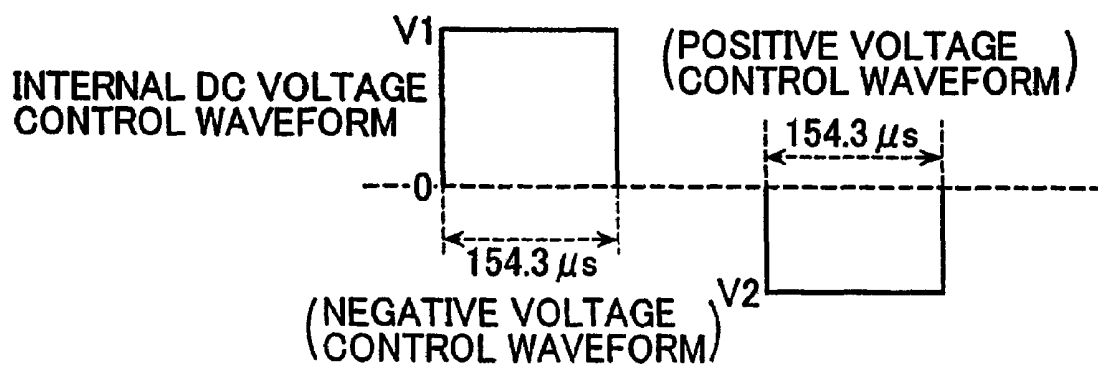 V1
(POSITIVE VOLTAGE
CONTROL WAVEFORM)
INTERNAL DC VOLTAGE
CONTROL WAVEFORM
154.3 μs
0
154.3 μs
V2
(NEGATIVE VOLTAGE
CONTROL WAVEFORM)